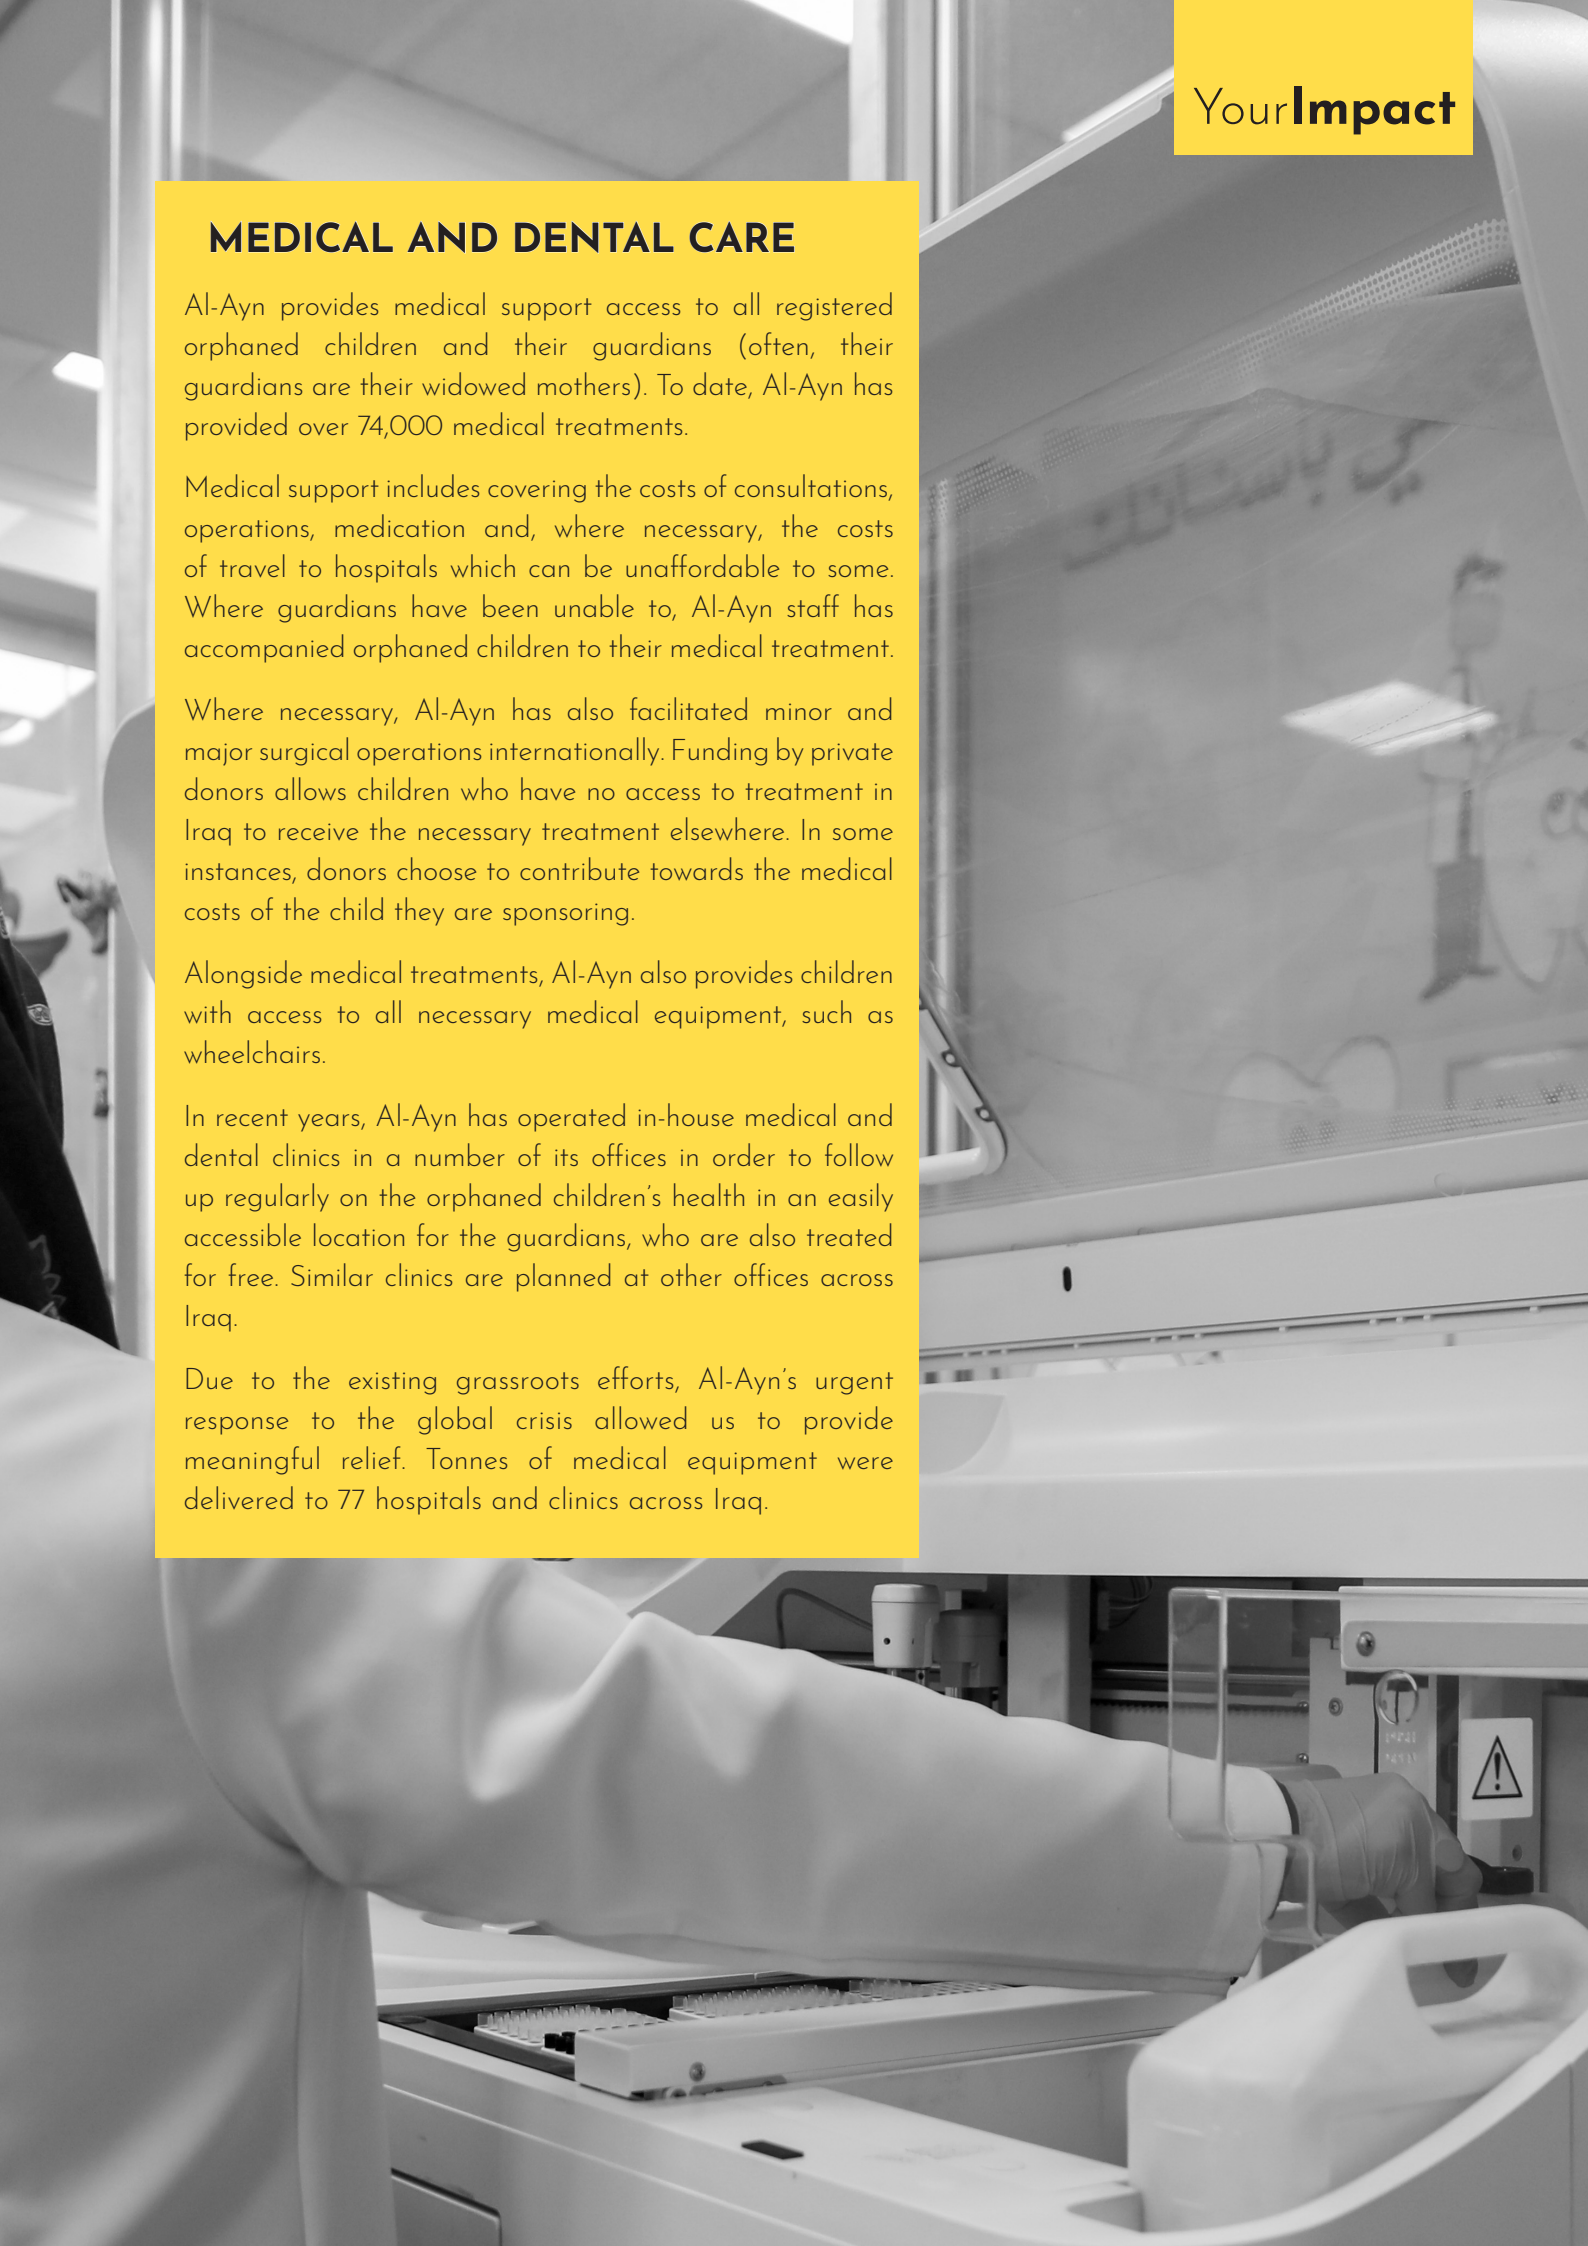 YourImpact
MEDICAL AND DENTAL CARE
Al-Ayn provides medical support access to all registered
orphaned children and their guardians (often, their
guardians are their widowed mothers). To date, Al-Ayn has
provided over 74,000 medical treatments.
Medical support includes covering the costs of consultations,
operations, medication and, where necessary, the costs
of travel to hospitals which can be unaffordable to some.
Where guardians have been unable to, Al-Ayn staff has
accompanied orphaned children to their medical treatment.
Where necessary, Al-Ayn has also facilitated minor and
major surgical operations internationally. Funding by private
donors allows children who have no access to treatment in
Iraq to receive the necessary treatment elsewhere. In some
instances, donors choose to contribute towards the medical
costs of the child they are sponsoring.
Alongside medical treatments, Al-Ayn also provides children
with access to all necessary medical equipment, such as
wheelchairs.
In recent years, Al-Ayn has operated in-house medical and
dental clinics in a number of its offices in order to follow
up regularly on the orphaned children's health in an easily
accessible location for the guardians, who are also treated
for free. Similar clinics are planned at other offices across
Iraq.
Due to the existing grassroots efforts, Al-Ayn's urgent
response to the global crisis allowed us to provide
meaningful relief. Tonnes of medical equipment were
delivered to 77 hospitals and clinics across Iraq.